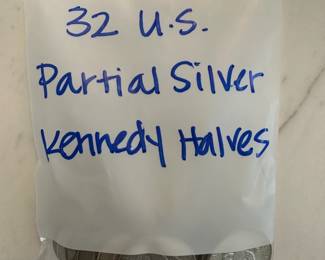 32 U.S.
Partial Silver
Kennedy Halves